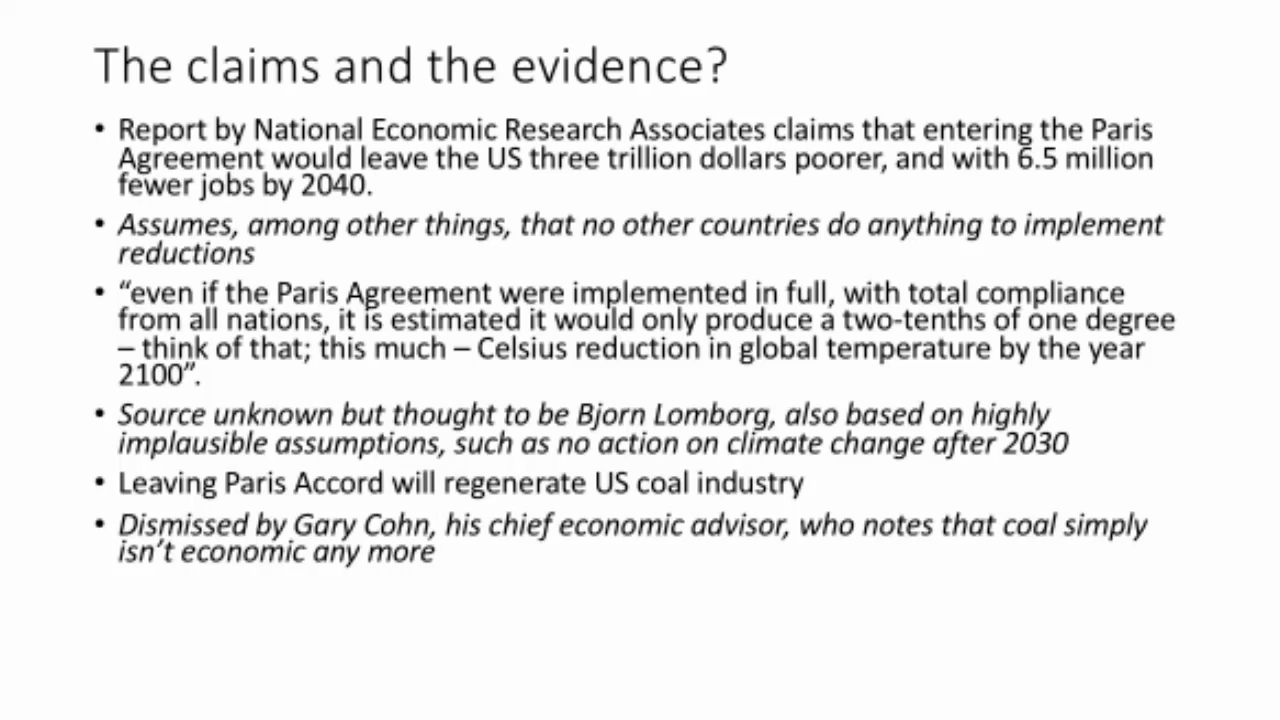 The claims and the evidence?
• Report by National Economic Research Associates claims that entering the Paris
Agreement would leave the US three trillion dollars poorer, and with 6.5 million
fewer jobs by 2040.
• Assumes, among other things, that no other countries do anything to implement
reductions
• “even if the Paris Agreement were implemented in full, with total compliance
from all nations, it is estimated it would only produce a two-tenths of one degree
– think of that; this much – Celsius reduction in global temperature by the year
2100”.
• Source unknown but thought to be Bjorn Lomborg, also based on highly
implausible assumptions, such as no action on climate change after 2030
• Leaving Paris Accord will regenerate US coal industry
• Dismissed by Gary Cohn, his chief economic advisor, who notes that coal simply
isn’t economic any more